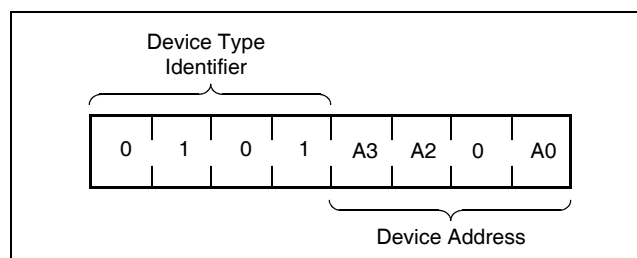 Device Type
Identifier
0 1 0 1 A3 A2 0 A0
Device Address